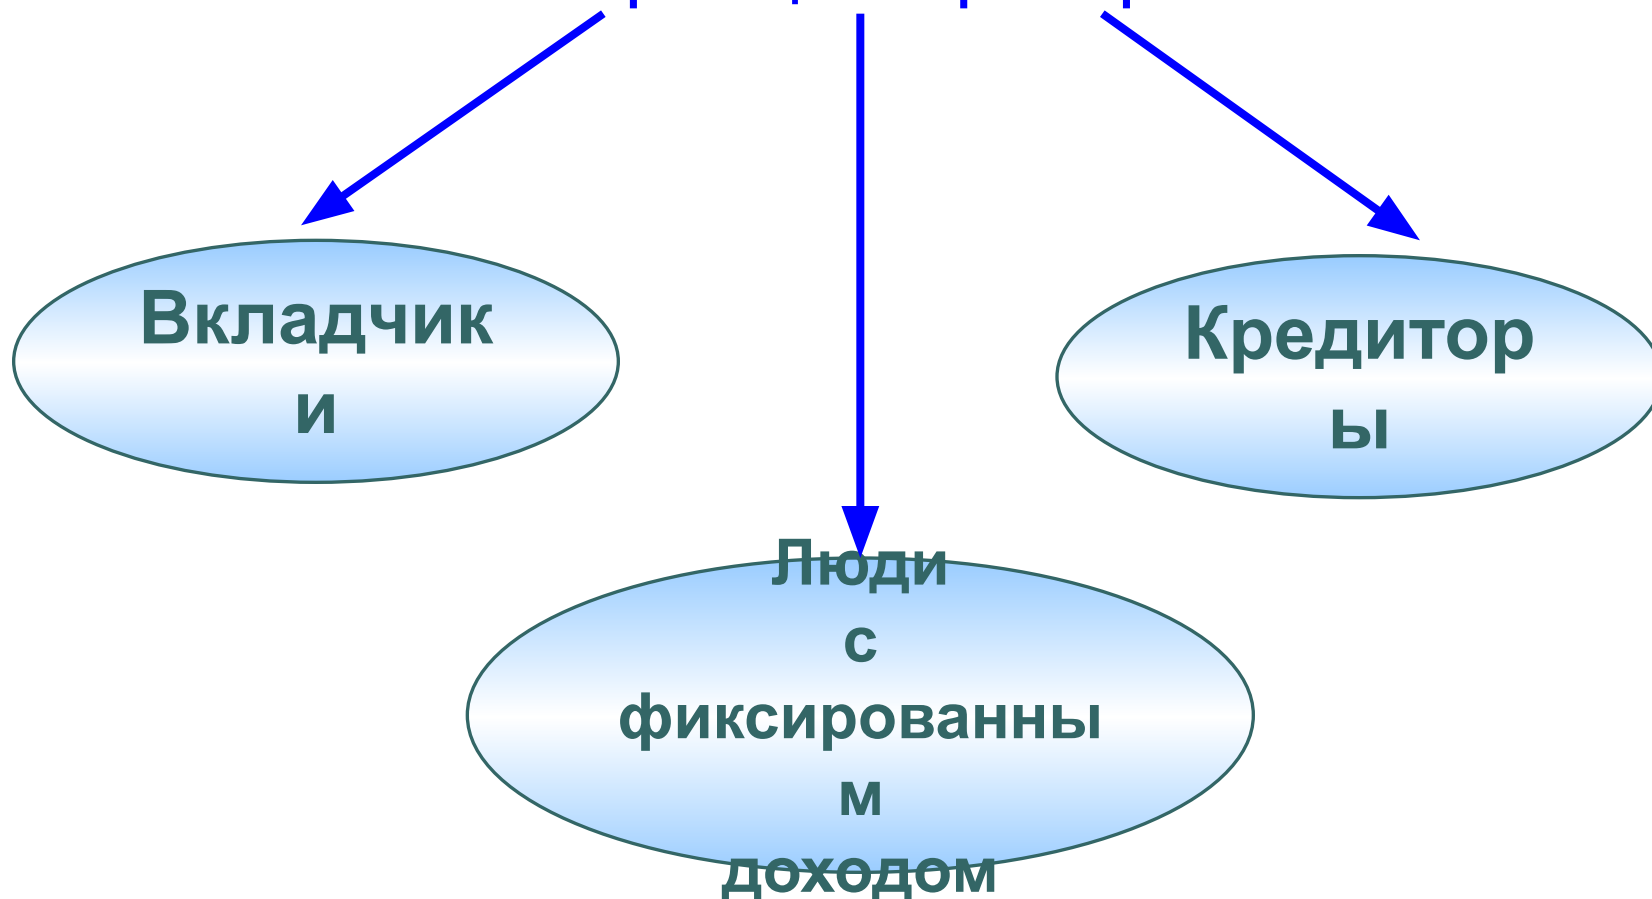 Вкладчик
и
Кредитор
ы
Люди
с
фиксированны
м
доходом